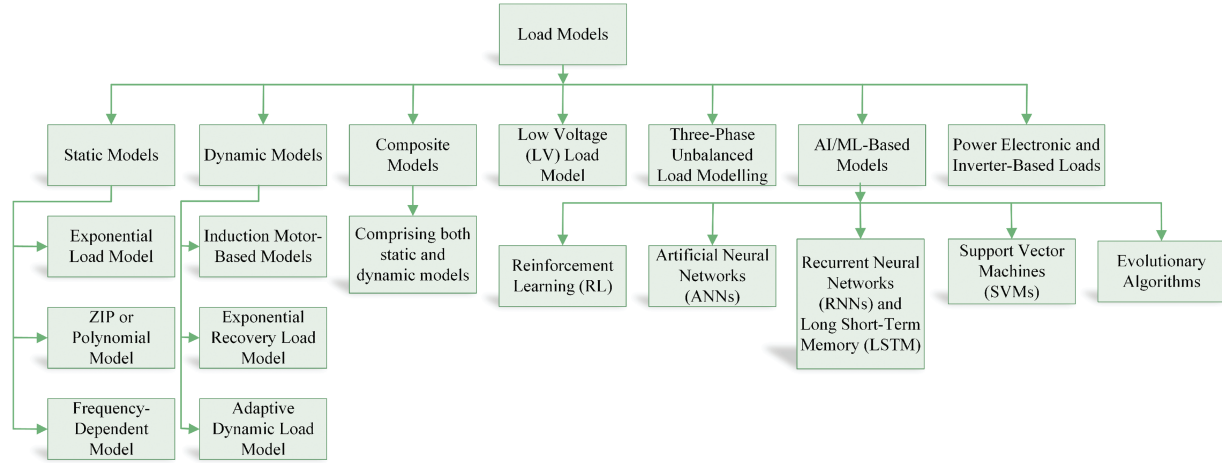 Load Models
Static Models
Dynamic Models
Composite
Models
Low Voltage
(LV) Load
Model
Three-Phase
Unbalanced
Load Modelling
AI/ML-Based
Models
Power Electronic and
Inverter-Based Loads
Exponential
Load Model
ZIP or
Polynomial
Model
Frequency-
Dependent
Model
Induction Motor-
Based Models
Exponential
Recovery Load
Model
Adaptive
Dynamic Load
Model
Comprising both
static and
dynamic models
Reinforcement
Learning (RL)
Artificial Neural
Networks
(ANNs)
Recurrent Neural
Networks
(RNNs) and
Long Short-Term
Memory (LSTM)
Support Vector
Machines
(SVMs)
Evolutionary
Algorithms